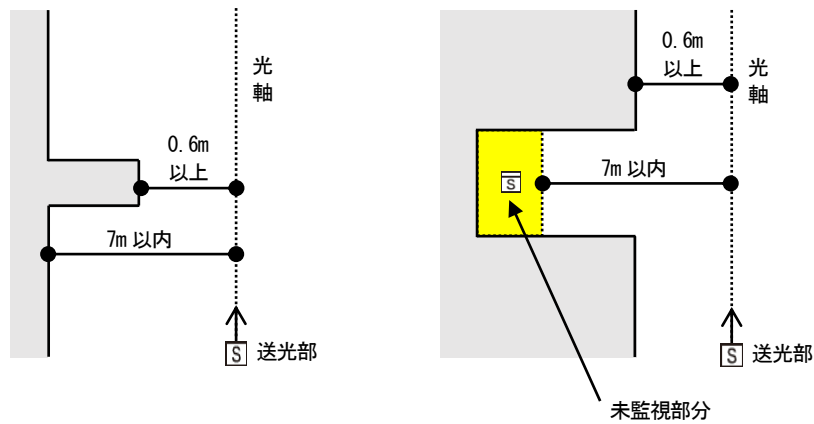 光軸
0.6m
以上
7m 以内
S 送光部
0.6m
以上
光軸
7m 以内
S
S 送光部
未監視部分